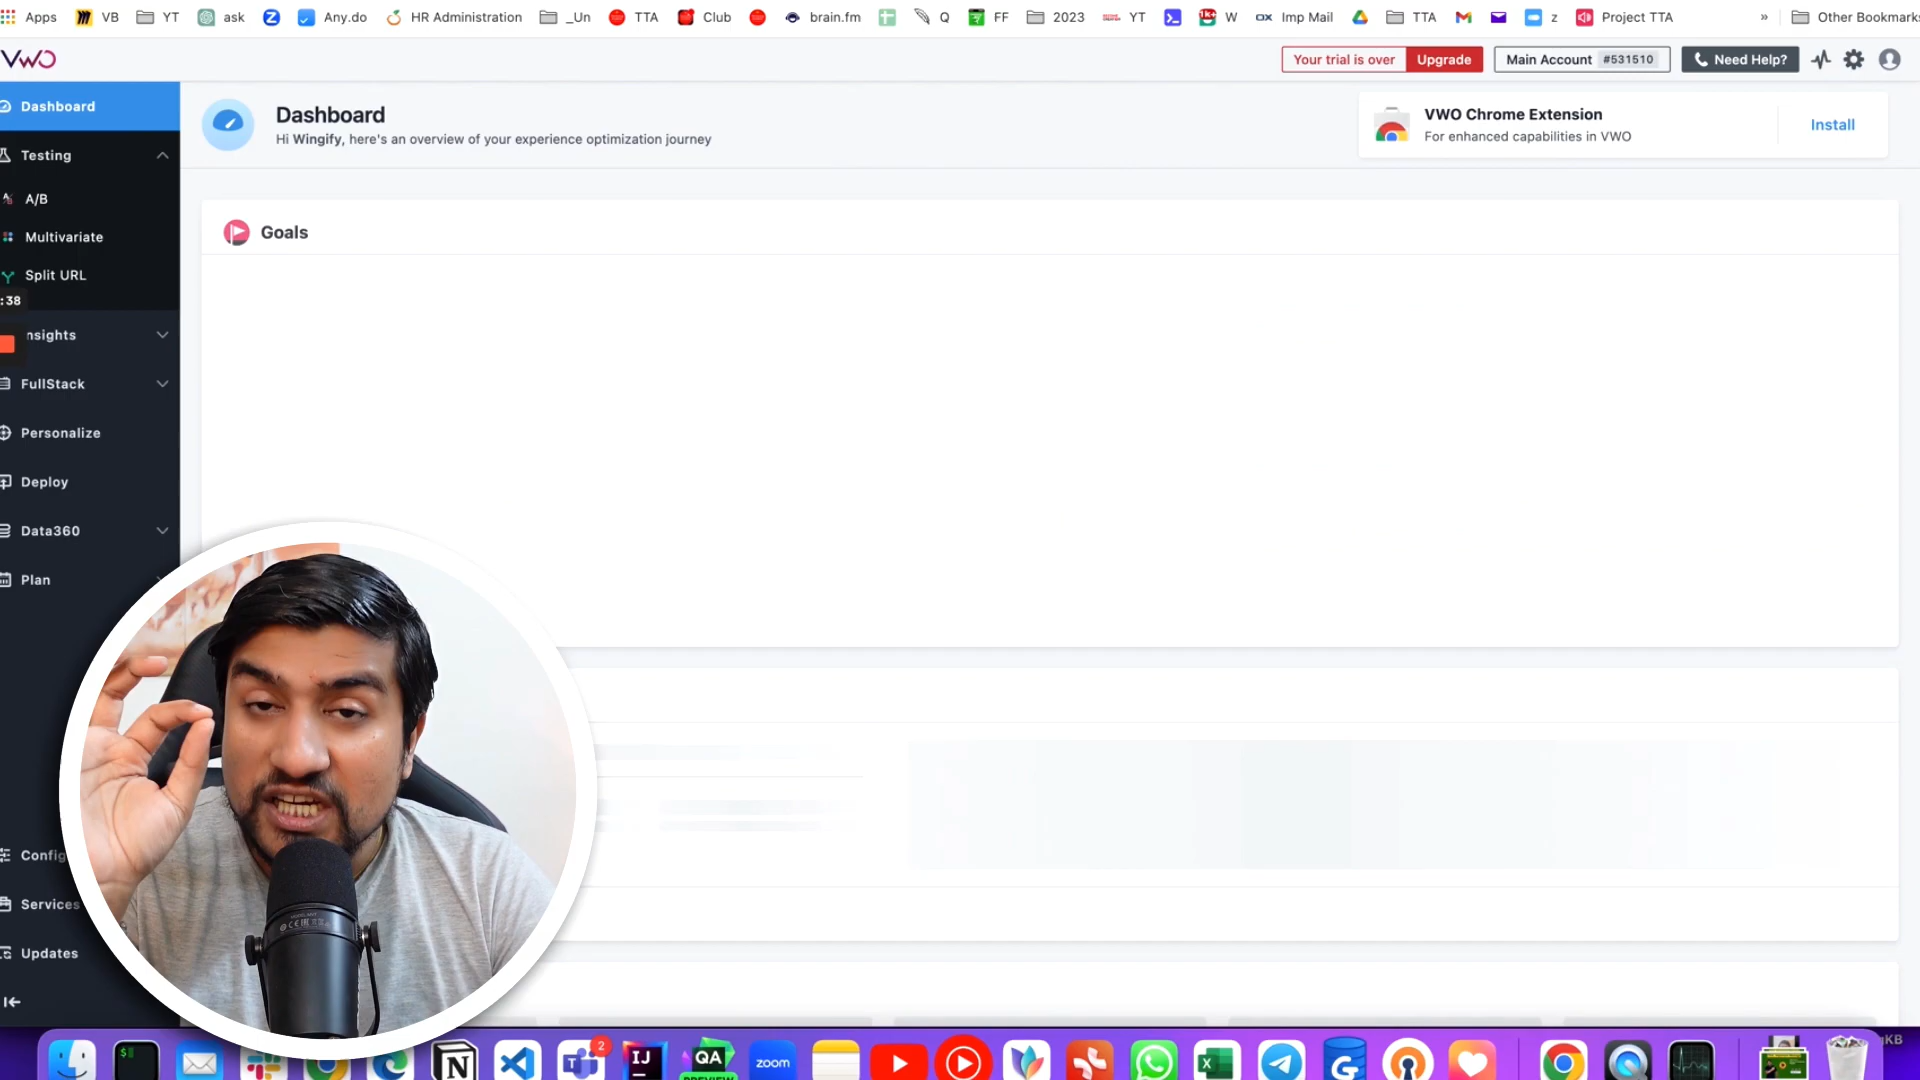 Apps VB YT ask Any.do HR Administration _Un TTA Club brain.fm Q FF 2023 YT W Imp Mail TTA z Project TTA » Other Bookmarks
VWO Your trial is over Upgrade Main Account #531510 Need Help?
Dashboard
Testing
A/B
Multivariate
Split URL
:38
nsights
FullStack
Personalize
Deploy
Data360
Plan
Config
Services
Updates
Dashboard
Hi Wingify, here's an overview of your experience optimization journey
VWO Chrome Extension
For enhanced capabilities in VWO
Install
Goals
2
IJ
QA
PREVIEW
zoom
KB